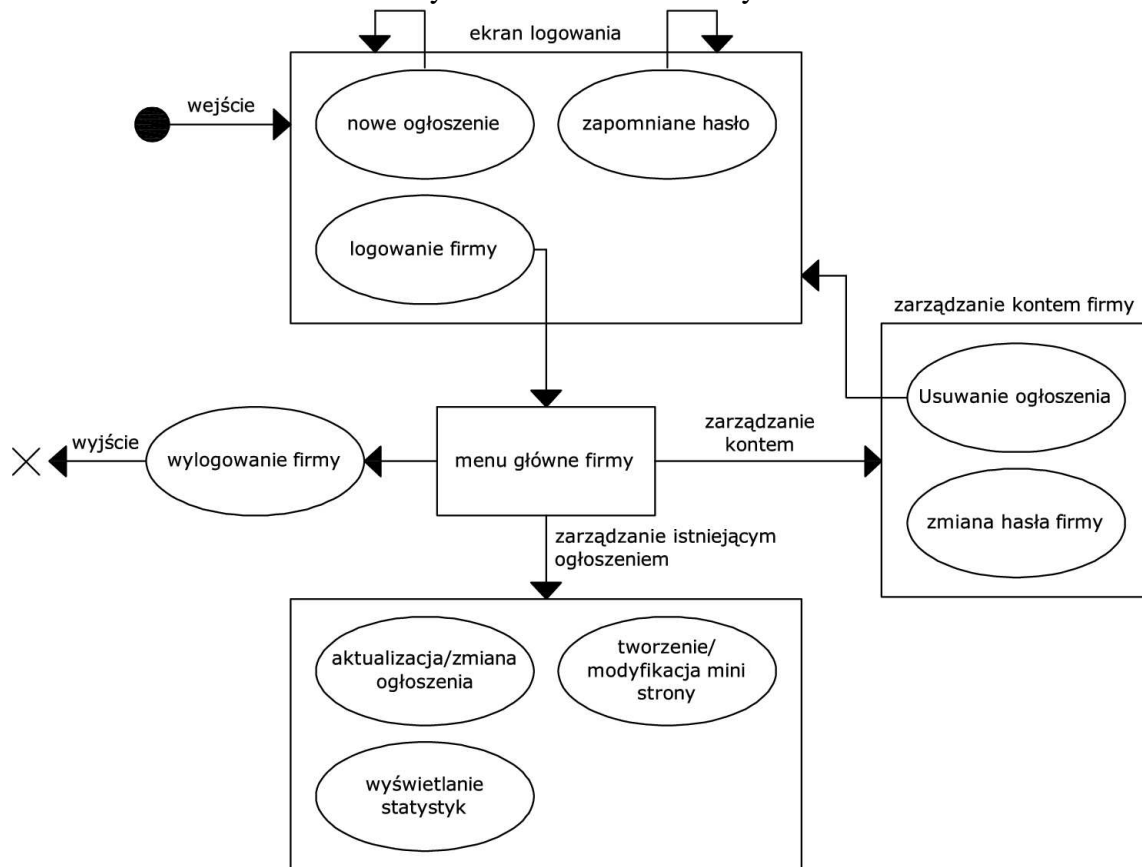 ekran logowania
wejście
nowe ogłoszenie
zapomniane hasło
logowanie firmy
zarządzanie kontem firmy
Usuwanie ogłoszenia
zarządzanie
kontem
wyjście
wylogowanie firmy
menu główne firmy
zmiana hasła firmy
zarządzanie istniejącym
ogłoszeniem
aktualizacja/zmiana
ogłoszenia
tworzenie/
modyfikacja mini
strony
wyświetlanie
statystyk